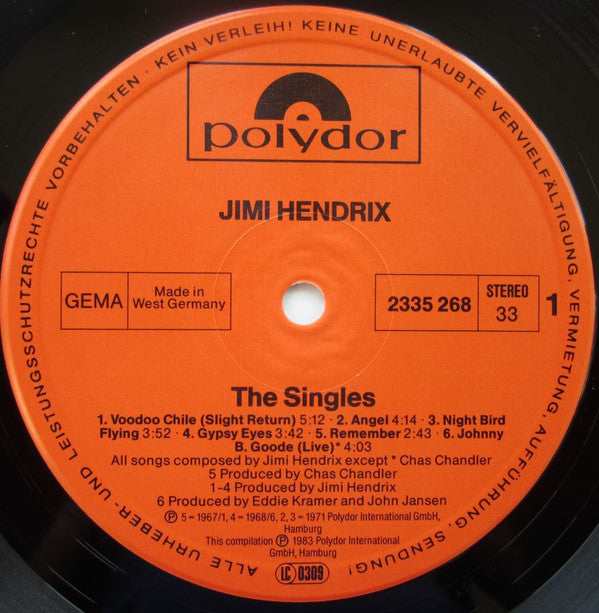 ALLE URHEBER- UND LEISTUNGSSCHUTZRECHTE VORBEHALTEN · KEIN VERLEIH! KEINE UNERLAUBTE VERVIELFÄLTIGUNG, VERMIETUNG, AUFFÜHRUNG, SENDUNG!
polydor
JIMI HENDRIX
GEMA
Made in
West Germany
2335 268
STEREO
33
1
The Singles
1. Voodoo Chile (Slight Return) 5:12 · 2. Angel 4:14 · 3. Night Bird
Flying 3:52 · 4. Gypsy Eyes 3:42 · 5. Remember 2:43 · 6. Johnny
B. Goode (Live)* 4:03
All songs composed by Jimi Hendrix except * Chas Chandler
5 Produced by Chas Chandler
1-4 Produced by Jimi Hendrix
6 Produced by Eddie Kramer and John Jansen
Ⓟ 5 = 1967/1, 4 = 1968/6, 2, 3 = 1971 Polydor International GmbH,
Hamburg
This compilation Ⓟ 1983 Polydor International
GmbH, Hamburg
LC 0309